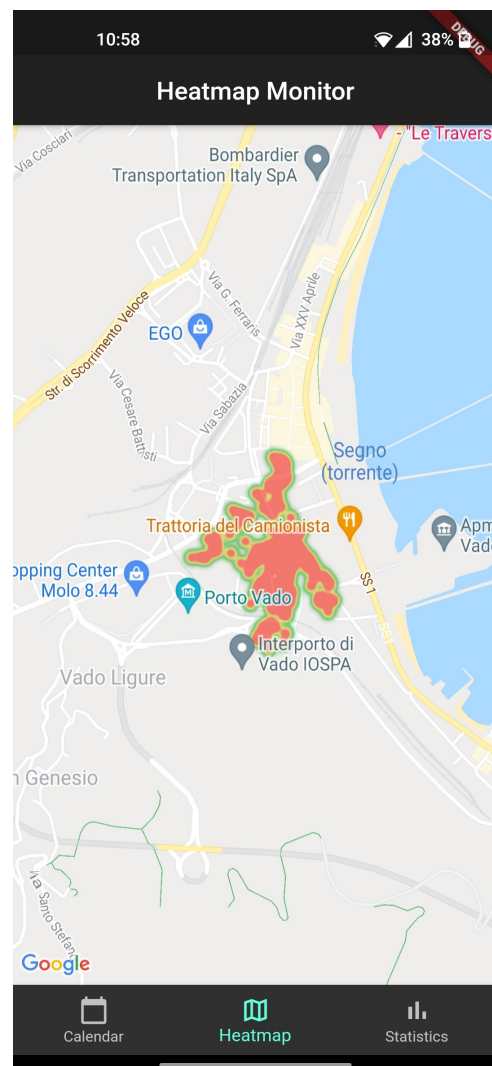 10:58
38%
DEBUG
Heatmap Monitor
- "Le Travers
Via Cosciari
Bombardier
Transportation Italy SpA
Via G. Ferraris
Via XXV Aprile
EGO
Str. di Scorrimento Veloce
Via Cesare Battisti
Via Sabazia
Segno
(torrente)
Trattoria del Camionista
Apm
Vado
opping Center
Molo 8.44
SS1
Porto Vado
SS1
Interporto di
Vado IOSPA
Vado Ligure
n Genesio
Via Santo Stefan
Google
Calendar
Heatmap
Statistics